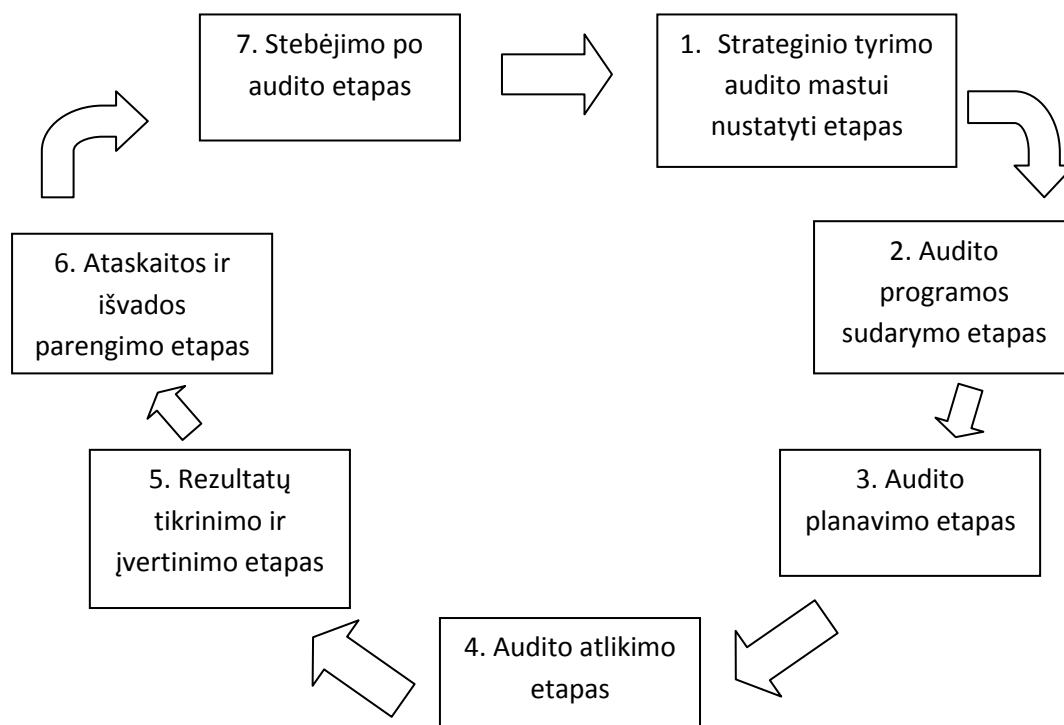 7. Stebėjimo po
audito etapas
1. Strateginio tyrimo
audito mastui
nustatyti etapas
2. Audito
programos
sudarymo etapas
3. Audito
planavimo etapas
4. Audito atlikimo
etapas
5. Rezultatų
tikrinimo ir
įvertinimo etapas
6. Ataskaitos ir
išvados
parengimo etapas